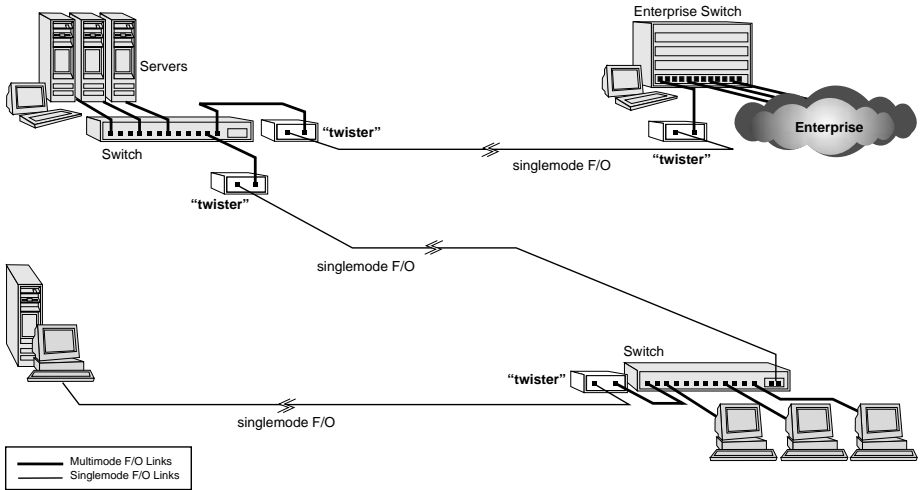 Enterprise Switch
Servers
Enterprise
“twister”
Switch
“twister”
singlemode F/O
“twister”
singlemode F/O
Switch
“twister”
singlemode F/O
Multimode F/O Links
Singlemode F/O Links